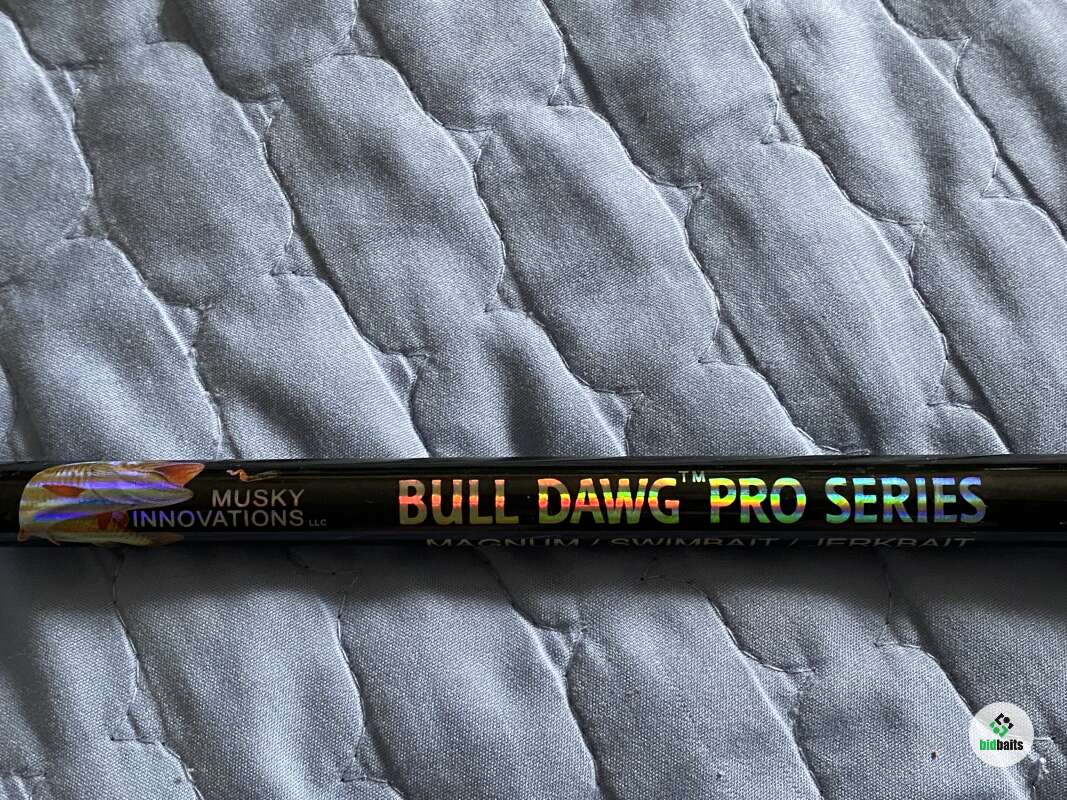 MUSKY
INNOVATIONS LLC
BULL DAWG™ PRO SERIES
MAGNUM / SWIMBAIT / JERKBAIT
bidbaits